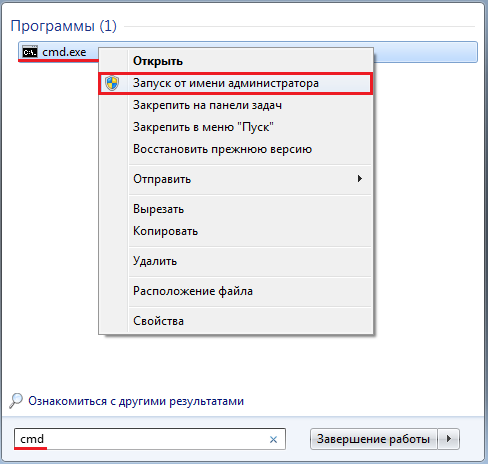 Программы (1)
cmd.exe
Открыть
Запуск от имени администратора
Закрепить на панели задач
Закрепить в меню "Пуск"
Восстановить прежнюю версию
Отправить
Вырезать
Копировать
Удалить
Расположение файла
Свойства
Ознакомиться с другими результатами
cmd
Завершение работы